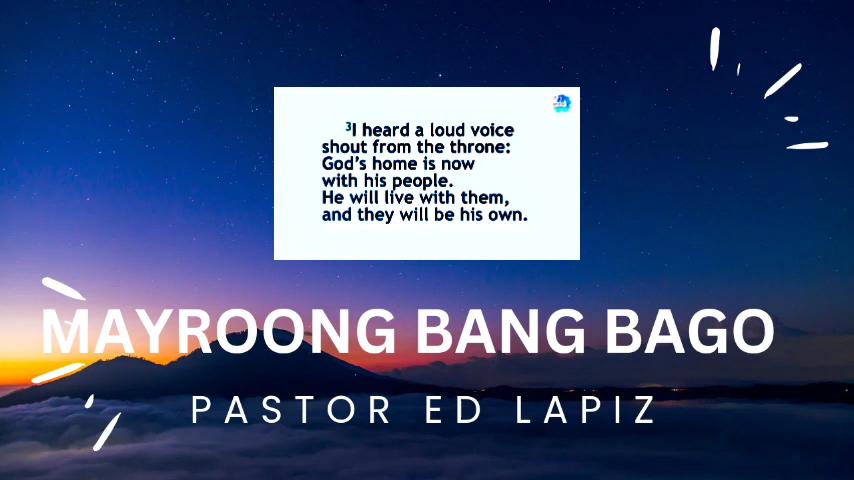 ³I heard a loud voice
shout from the throne:
God's home is now
with his people.
He will live with them,
and they will be his own.
MAYROONG BANG BAGO
PASTOR ED LAPIZ